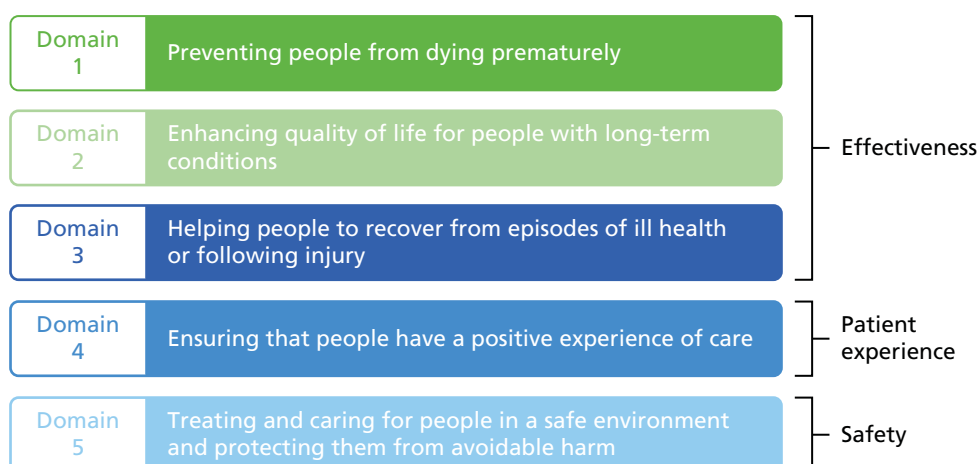 Domain
1
Preventing people from dying prematurely
Domain
2
Enhancing quality of life for people with long-term
conditions
Domain
3
Helping people to recover from episodes of ill health
or following injury
Effectiveness
Domain
4
Ensuring that people have a positive experience of care
Patient
experience
Domain
5
Treating and caring for people in a safe environment
and protecting them from avoidable harm
Safety